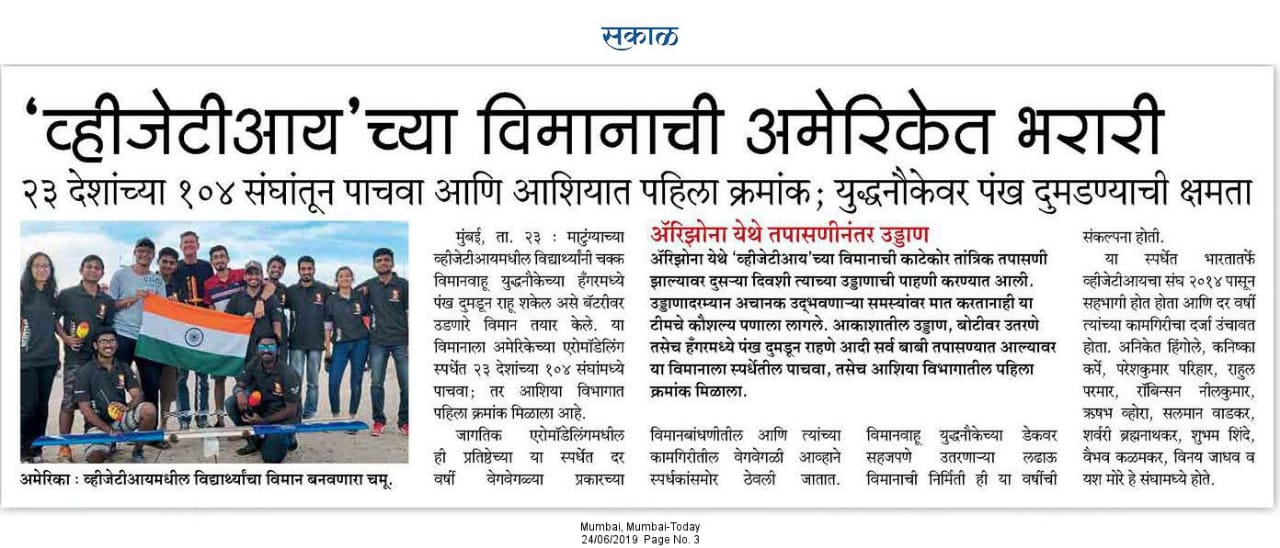 सकाळ
‘व्हीजेटीआय’च्या विमानाची अमेरिकेत भरारी
२३ देशांच्या १०४ संघांतून पाचवा आणि आशियात पहिला क्रमांक; युद्धनौकेवर पंख दुमडण्याची क्षमता
अमेरिका : व्हीजेटीआयमधील विद्यार्थ्यांचा विमान बनवणारा चमू.
मुंबई, ता. २३ : माटुंग्याच्या
व्हीजेटीआयमधील विद्यार्थ्यांनी चक्क
विमानवाहू युद्धनौकेच्या हँगरमध्ये
पंख दुमडून राहू शकेल असे बॅटरीवर
उडणारे विमान तयार केले. या
विमानाला अमेरिकेच्या एरोमॉडेलिंग
स्पर्धेत २३ देशांच्या १०४ संघांमध्ये
पाचवा; तर आशिया विभागात
पहिला क्रमांक मिळाला आहे.
जागतिक एरोमॉडेलिंगमधील
ही प्रतिष्ठेच्या या स्पर्धेत दर
वर्षी वेगवेगळ्या प्रकारच्या
ॲरिझोना येथे तपासणीनंतर उड्डाण
ॲरिझोना येथे ‘व्हीजेटीआय’च्या विमानाची काटेकोर तांत्रिक तपासणी
झाल्यावर दुसऱ्या दिवशी त्याच्या उड्डाणाची पाहणी करण्यात आली.
उड्डाणादरम्यान अचानक उद्‌भवणाऱ्या समस्यांवर मात करतानाही या
टीमचे कौशल्य पणाला लागले. आकाशातील उड्डाण, बोटीवर उतरणे
तसेच हँगरमध्ये पंख दुमडून राहणे आदी सर्व बाबी तपासण्यात आल्यावर
या विमानाला स्पर्धेतील पाचवा, तसेच आशिया विभागातील पहिला
क्रमांक मिळाला.
विमानबांधणीतील आणि त्यांच्या
कामगिरीतील वेगवेगळी आव्हाने
स्पर्धकांसमोर ठेवली जातात.
विमानवाहू युद्धनौकेच्या डेकवर
सहजपणे उतरणाऱ्या लढाऊ
विमानाची निर्मिती ही या वर्षीची
संकल्पना होती.
या स्पर्धेत भारतातर्फे
व्हीजेटीआयचा संघ २०१४ पासून
सहभागी होत होता आणि दर वर्षी
त्यांच्या कामगिरीचा दर्जा उंचावत
होता. अनिकेत हिंगोले, कनिष्का
कर्पे, परेशकुमार परिहार, राहुल
परमार, रॉबिन्सन नीलकुमार,
ऋषभ व्होरा, सलमान वाडकर,
शर्वरी ब्रह्मनाथकर, शुभम शिंदे,
वैभव कळमकर, विनय जाधव व
यश मोरे हे संघामध्ये होते.
Mumbai, Mumbai-Today
24/06/2019 Page No. 3